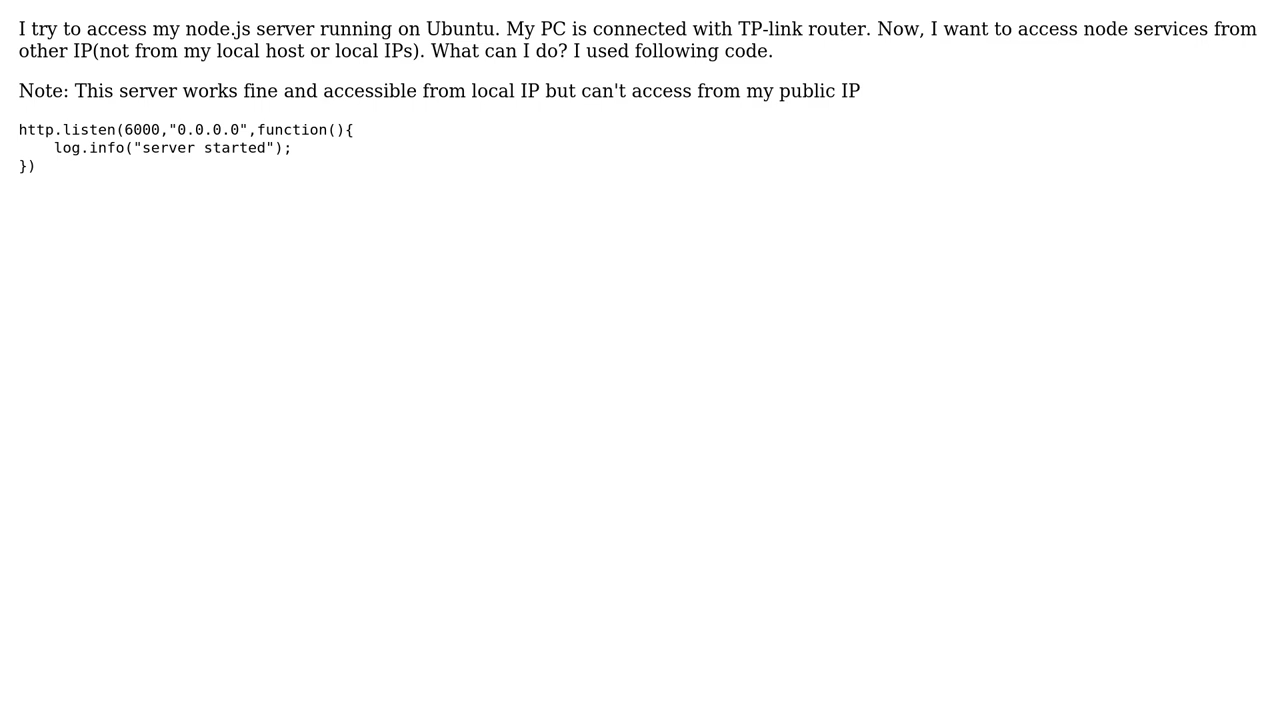 I try to access my node.js server running on Ubuntu. My PC is connected with TP-link router. Now, I want to access node services from
other IP(not from my local host or local IPs). What can I do? I used following code.
Note: This server works fine and accessible from local IP but can't access from my public IP
http.listen(6000,"0.0.0.0",function(){
    log.info("server started");
})